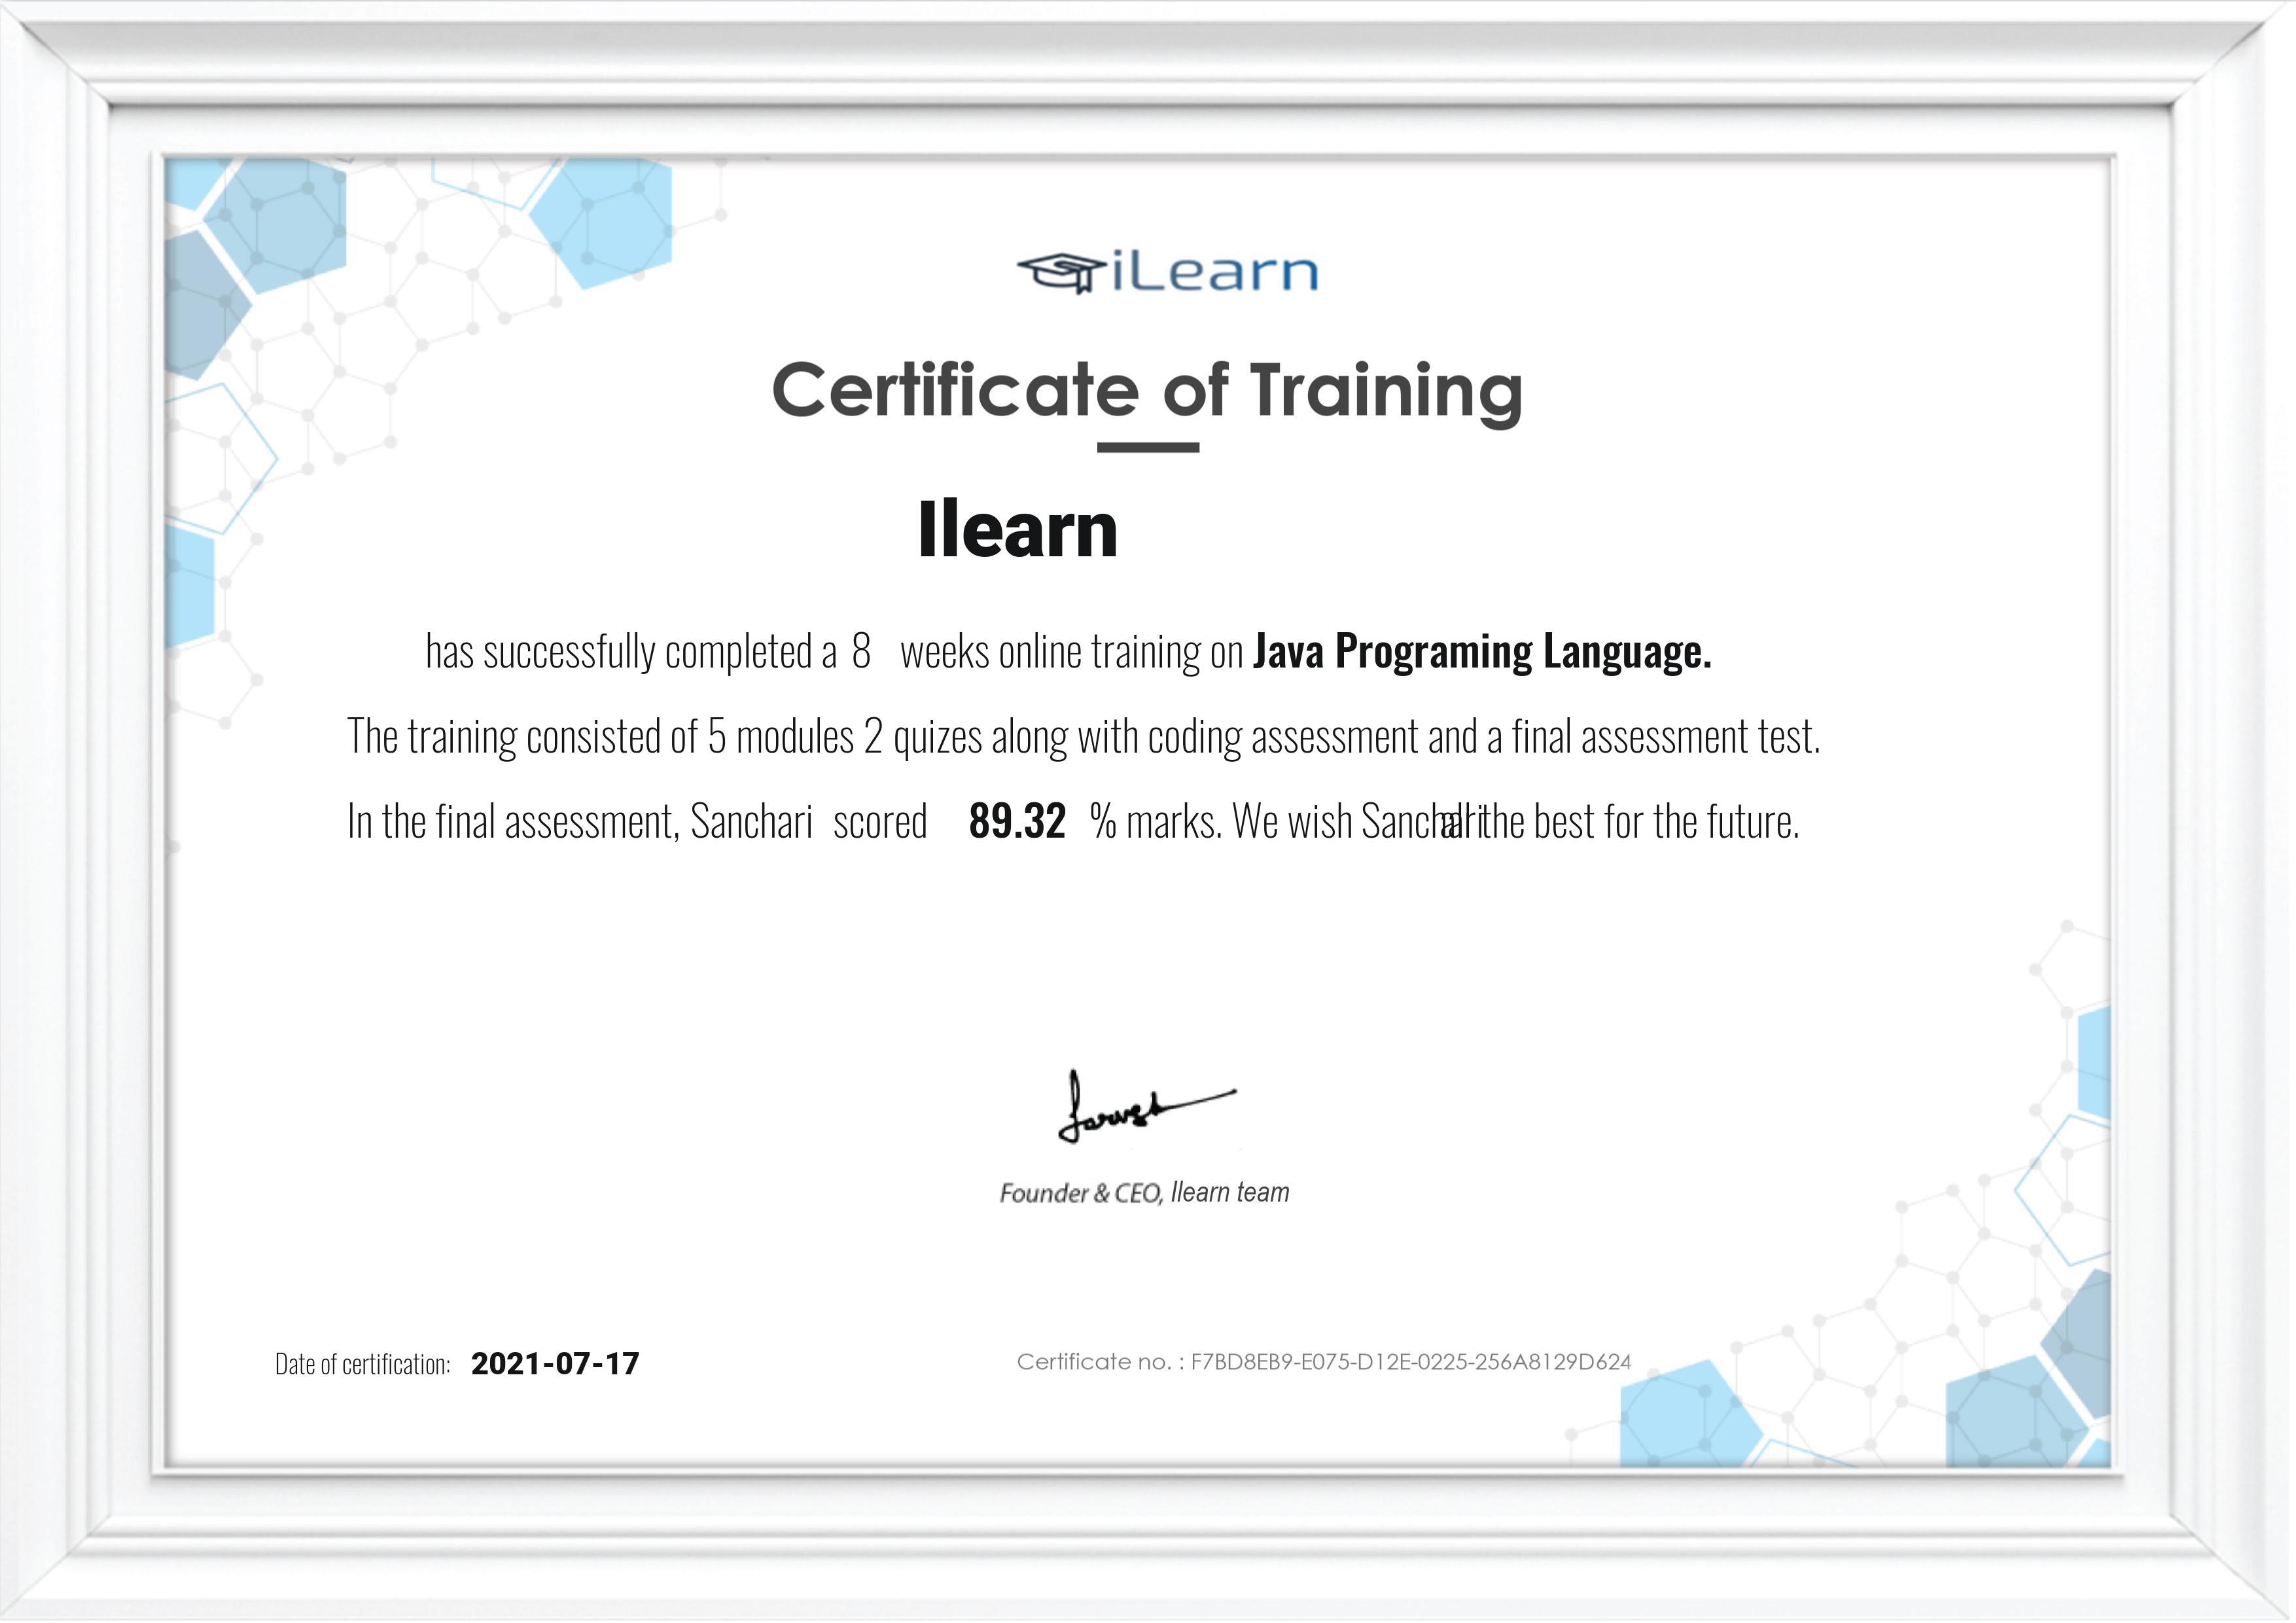 iLearn
Certificate of Training
Ilearn
has successfully completed a 8 weeks online training on Java Programing Language.
The training consisted of 5 modules 2 quizes along with coding assessment and a final assessment test.
In the final assessment, Sanchari scored 89.32 % marks. We wish Sanchari all the best for the future.
Founder & CEO, Ilearn team
Date of certification: 2021-07-17
Certificate no. : F7BD8EB9-E075-D12E-0225-256A8129D624